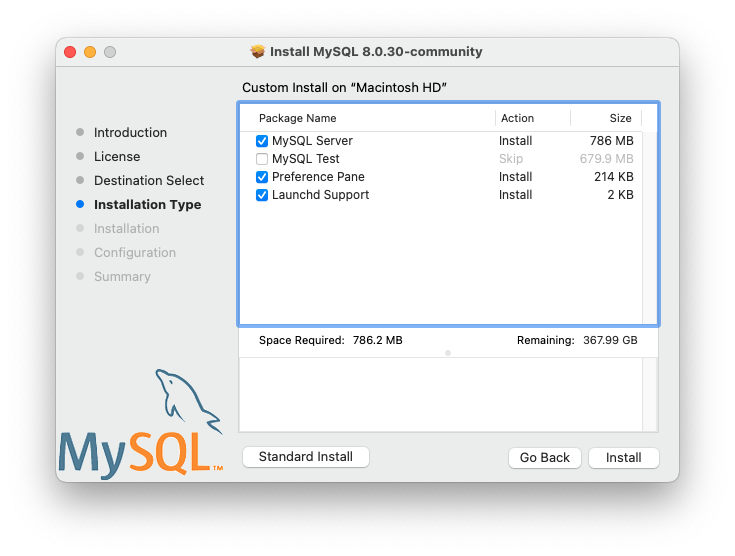 Install MySQL 8.0.30-community
Custom Install on “Macintosh HD”
Introduction
License
Destination Select
Installation Type
Installation
Configuration
Summary
Package Name Action Size
MySQL Server Install 786 MB
MySQL Test Skip 679.9 MB
Preference Pane Install 214 KB
Launchd Support Install 2 KB
Space Required: 786.2 MB Remaining: 367.99 GB
MySQL™
Standard Install Go Back Install